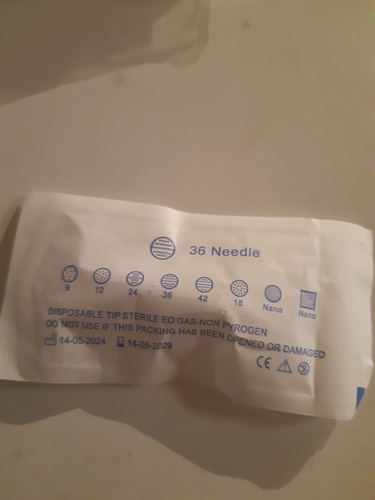 36 Needle
9 12 24 36 42 18 Nano Nano
DISPOSABLE TIP STERILE EO GAS-NON PYROGEN
DO NOT USE IF THIS PACKING HAS BEEN OPENED OR DAMAGED
14-05-2024 14-05-2029
CE